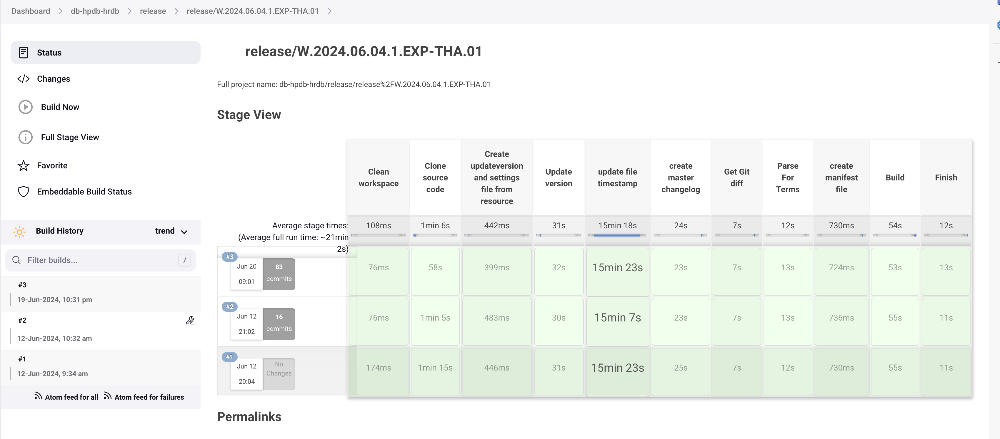 Dashboard > db-hpdb-hrdb > release > release/W.2024.06.04.1.EXP-THA.01 >
Status
Changes
Build Now
Full Stage View
Favorite
Embeddable Build Status
Build History trend
Filter builds... /
#3
19-Jun-2024, 10:31 pm
#2
12-Jun-2024, 10:32 am
#1
12-Jun-2024, 9:34 am
Atom feed for all Atom feed for failures
release/W.2024.06.04.1.EXP-THA.01
Full project name: db-hpdb-hrdb/release/release%2FW.2024.06.04.1.EXP-THA.01
Stage View
Clean
workspace
Clone
source
code
Create
updateversion
and settings
file from
resource
Update
version
update file
timestamp
create
master
changelog
Get Git
diff
Parse
For
Terms
create
manifest
file
Build
Finish
Average stage times:
(Average full run time: ~21min
2s)
108ms 1min 6s 442ms 31s 15min 18s 24s 7s 12s 730ms 54s 12s
#3
Jun 20
09:01
83
commits
76ms 58s 399ms 32s 15min 23s 23s 7s 13s 724ms 53s 13s
#2
Jun 12
21:02
16
commits
76ms 1min 5s 483ms 30s 15min 7s 23s 7s 13s 736ms 55s 11s
#1
Jun 12
20:04
No
Changes
174ms 1min 15s 446ms 31s 15min 23s 25s 7s 12s 730ms 55s 11s
Permalinks